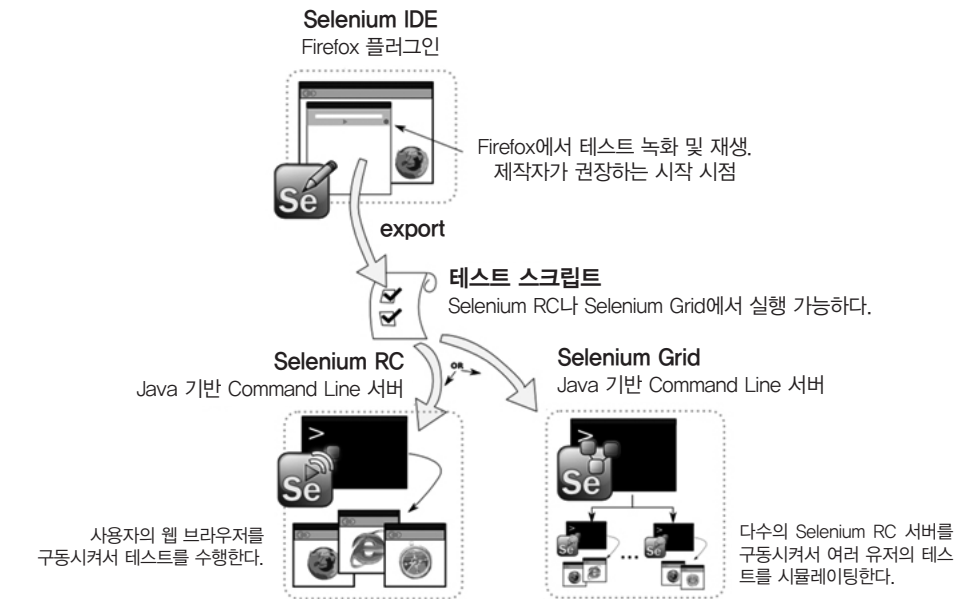 Selenium IDE
Firefox 플러그인
Firefox에서 테스트 녹화 및 재생.
제작자가 권장하는 시작 시점
Se
export
테스트 스크립트
Selenium RC나 Selenium Grid에서 실행 가능하다.
Selenium RC
Java 기반 Command Line 서버
OR
Selenium Grid
Java 기반 Command Line 서버
>
Se
>
Se
사용자의 웹 브라우저를
구동시켜서 테스트를 수행한다.
>
Se
>
Se
다수의 Selenium RC 서버를
구동시켜서 여러 유저의 테스
트를 시뮬레이팅한다.